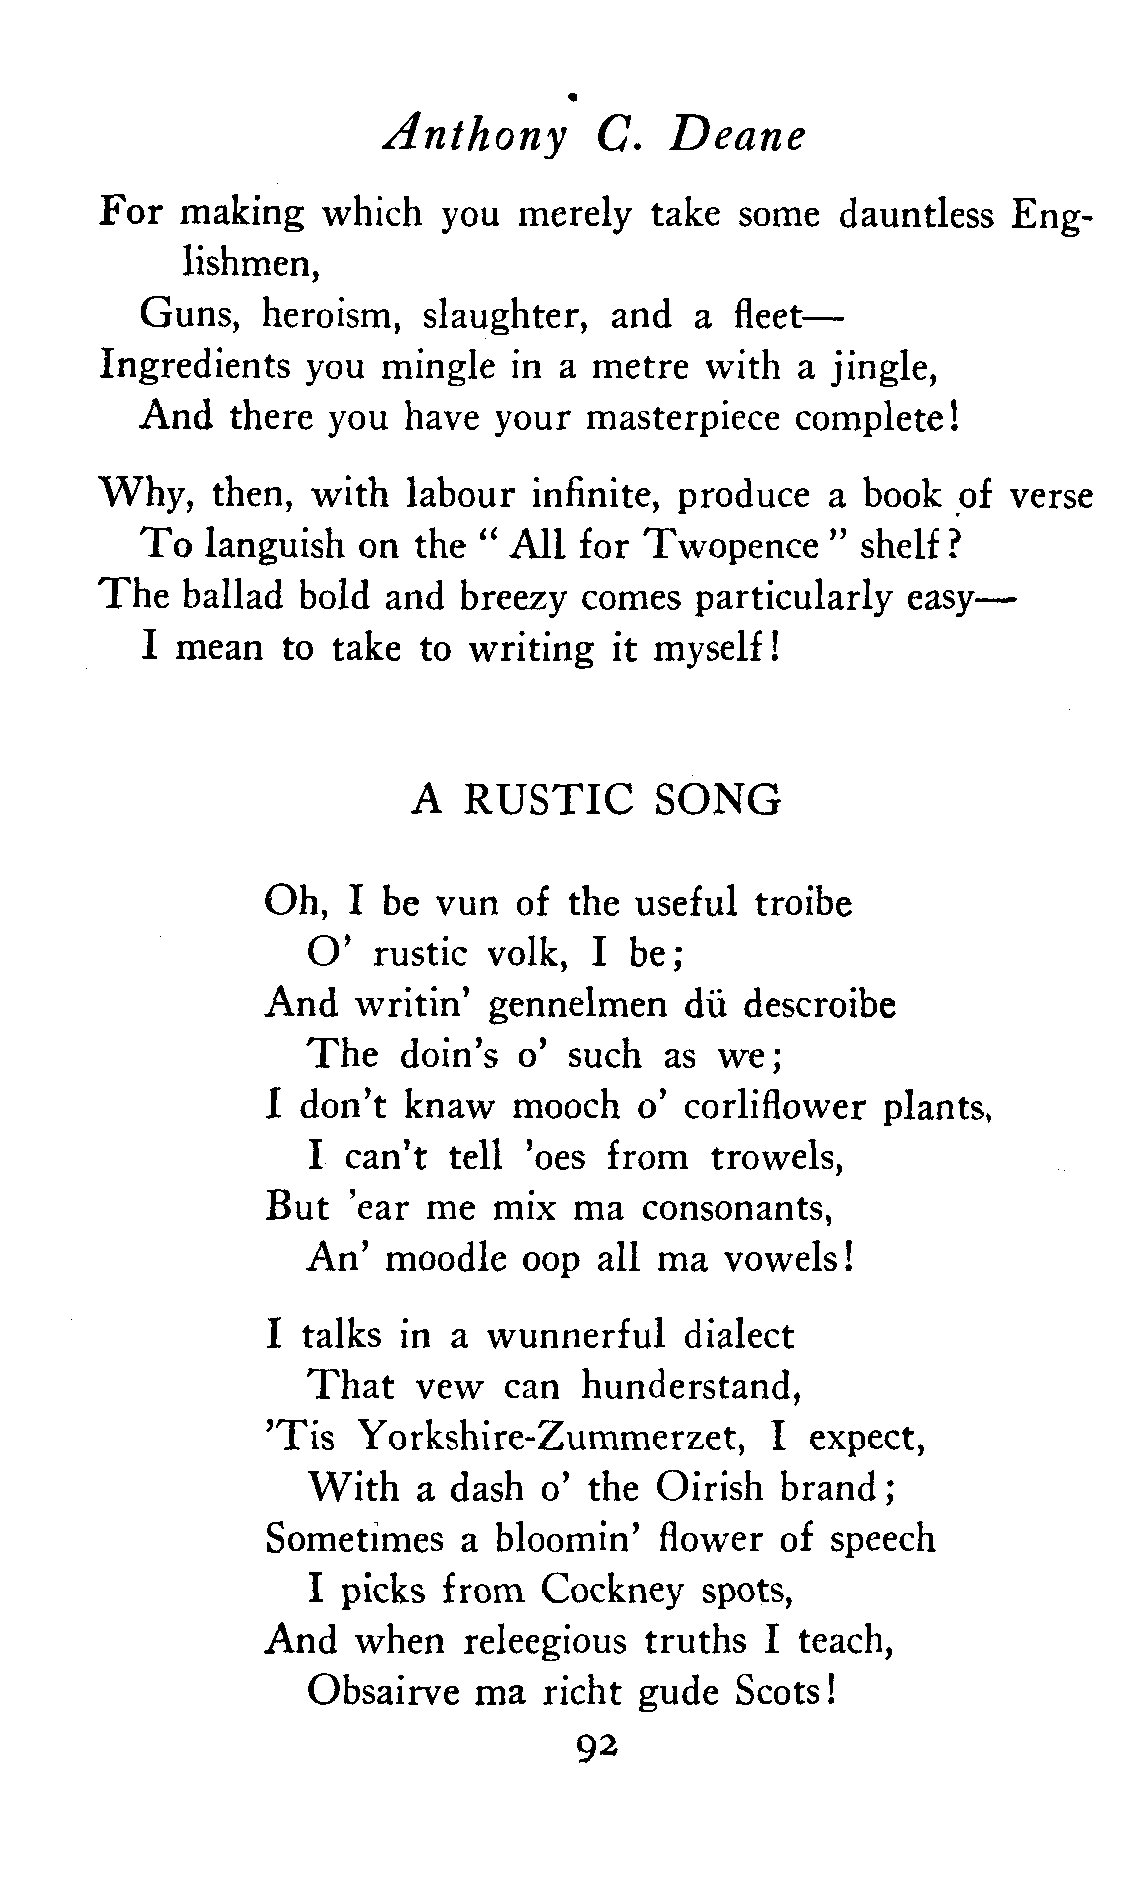 Anthony C. Deane
For making which you merely take some dauntless Eng-
lishmen,
Guns, heroism, slaughter, and a fleet—
Ingredients you mingle in a metre with a jingle,
And there you have your masterpiece complete!
Why, then, with labour infinite, produce a book of verse
To languish on the “ All for Twopence ” shelf?
The ballad bold and breezy comes particularly easy—
I mean to take to writing it myself!
A RUSTIC SONG
Oh, I be vun of the useful troibe
O’ rustic volk, I be;
And writin’ gennelmen dü descroibe
The doin’s o’ such as we;
I don’t knaw mooch o’ corliflower plants,
I can’t tell ’oes from trowels,
But ’ear me mix ma consonants,
An’ moodle oop all ma vowels!
I talks in a wunnerful dialect
That vew can hunderstand,
’Tis Yorkshire-Zummerzet, I expect,
With a dash o’ the Oirish brand;
Sometimes a bloomin’ flower of speech
I picks from Cockney spots,
And when releegious truths I teach,
Obsairve ma richt gude Scots!
92